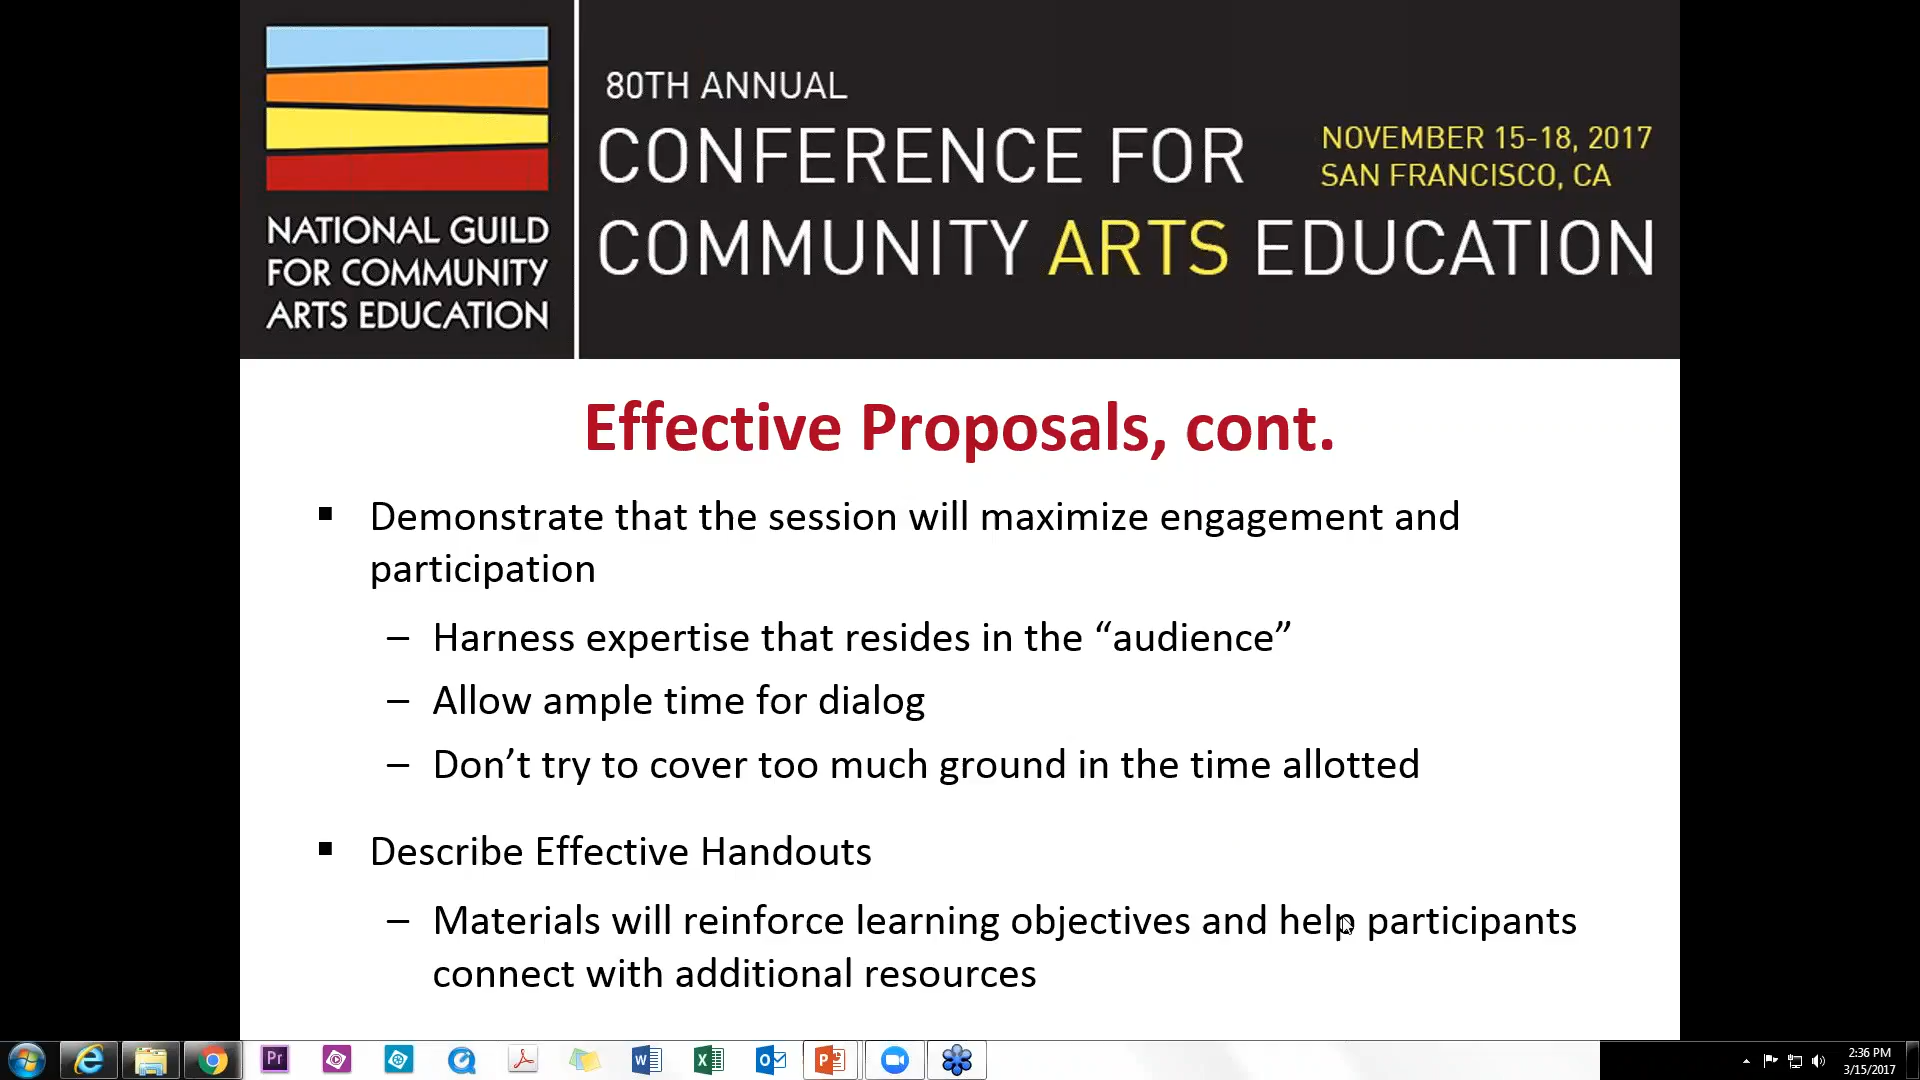 80TH ANNUAL
CONFERENCE FOR
COMMUNITY ARTS EDUCATION
NOVEMBER 15-18, 2017
SAN FRANCISCO, CA
NATIONAL GUILD
FOR COMMUNITY
ARTS EDUCATION
Effective Proposals, cont.
▪ Demonstrate that the session will maximize engagement and
participation
– Harness expertise that resides in the “audience”
– Allow ample time for dialog
– Don’t try to cover too much ground in the time allotted
▪ Describe Effective Handouts
– Materials will reinforce learning objectives and help participants
connect with additional resources
Pr
2:36 PM
3/15/2017